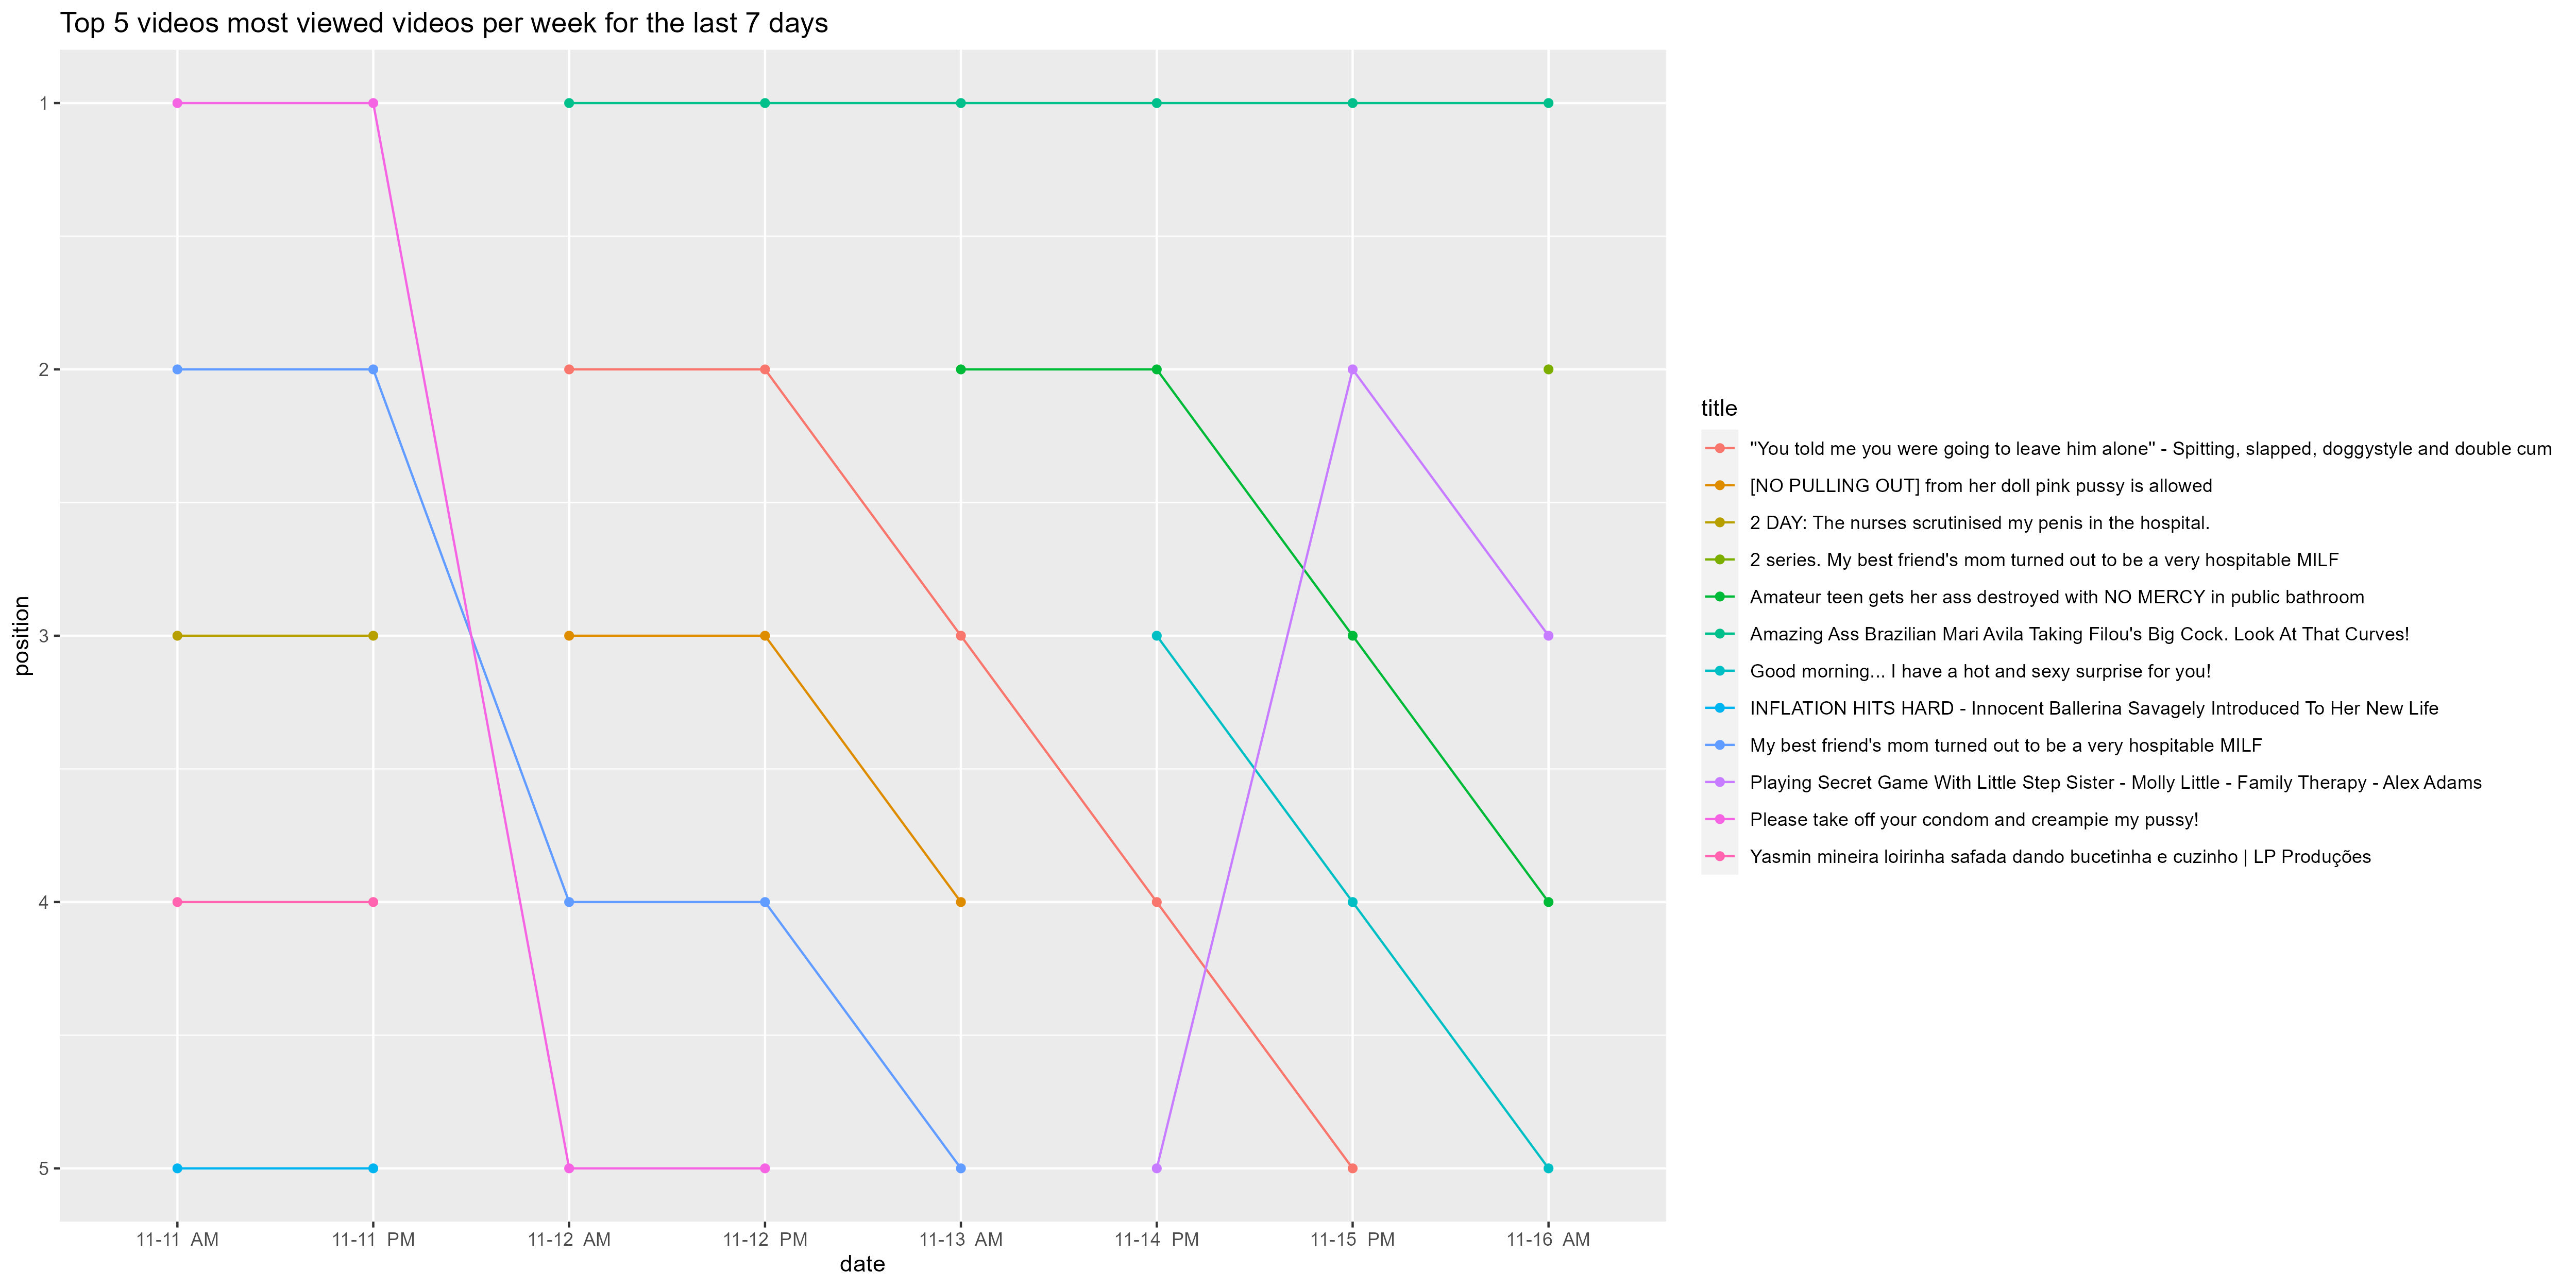 Top 5 videos most viewed videos per week for the last 7 days
1
2
3
4
5
position
11-11 AM
11-11 PM
11-12 AM
11-12 PM
11-13 AM
11-14 PM
11-15 PM
11-16 AM
date
title
"You told me you were going to leave him alone" - Spitting, slapped, doggystyle and double cum
[NO PULLING OUT] from her doll pink pussy is allowed
2 DAY: The nurses scrutinised my penis in the hospital.
2 series. My best friend's mom turned out to be a very hospitable MILF
Amateur teen gets her ass destroyed with NO MERCY in public bathroom
Amazing Ass Brazilian Mari Avila Taking Filou's Big Cock. Look At That Curves!
Good morning... I have a hot and sexy surprise for you!
INFLATION HITS HARD - Innocent Ballerina Savagely Introduced To Her New Life
My best friend's mom turned out to be a very hospitable MILF
Playing Secret Game With Little Step Sister - Molly Little - Family Therapy - Alex Adams
Please take off your condom and creampie my pussy!
Yasmin mineira loirinha safada dando bucetinha e cuzinho | LP Produções